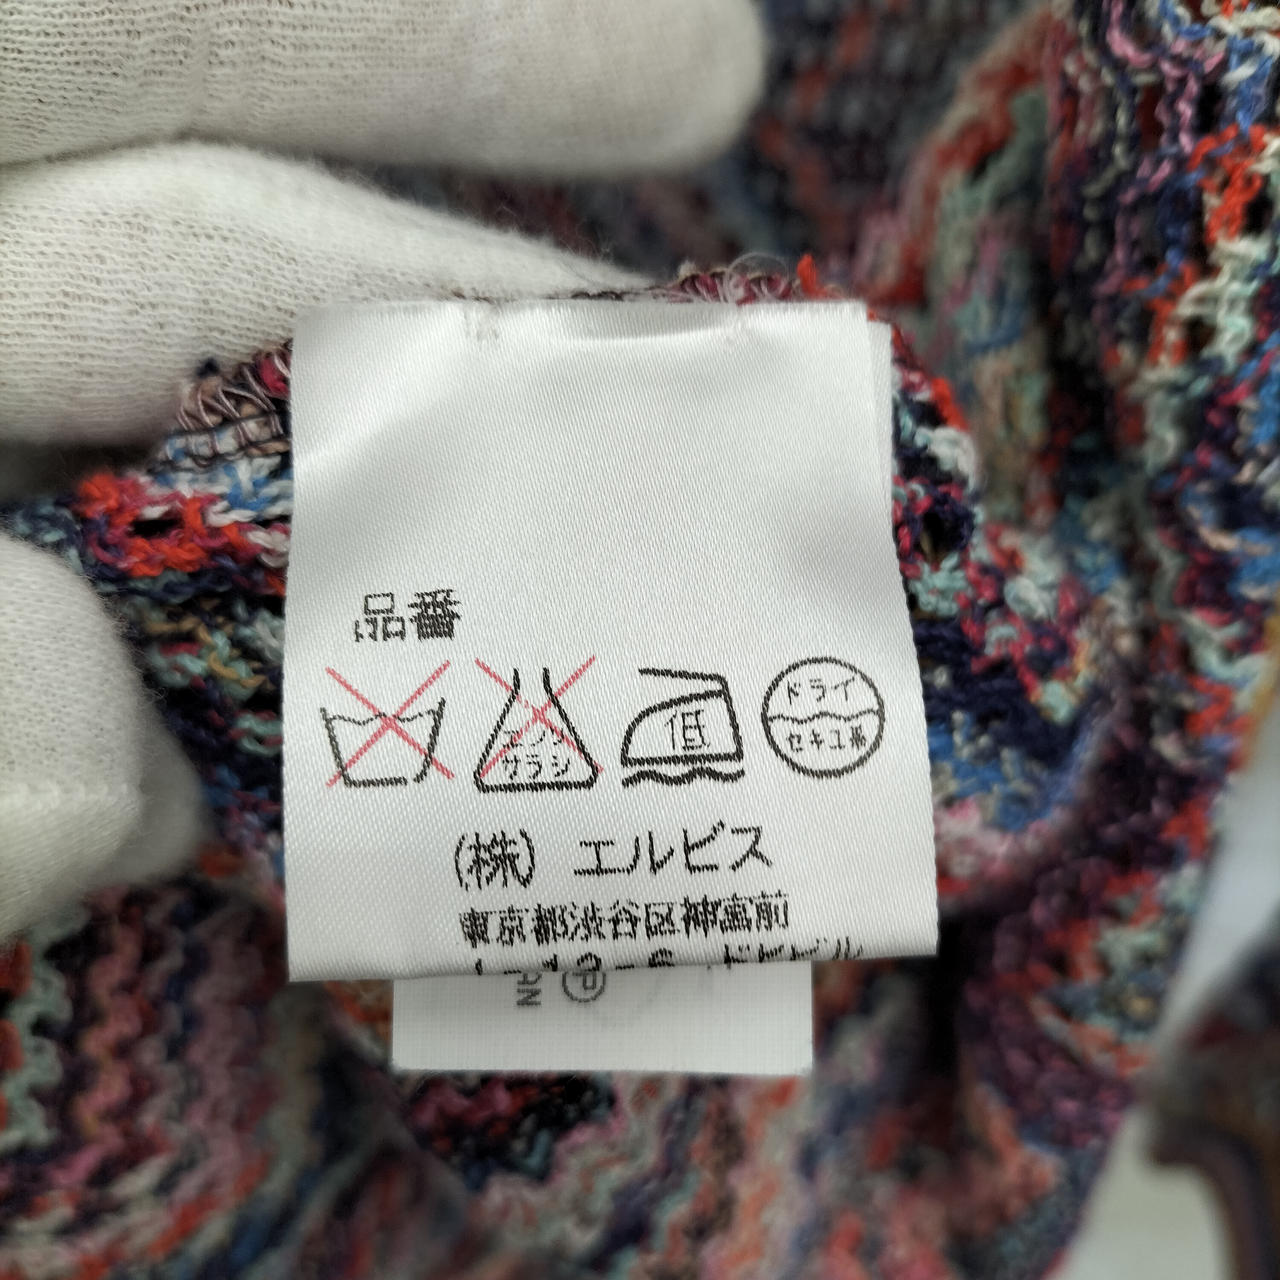 品番
エンソ
サラシ
低
ドライ
セキユ系
(株) エルビス
東京都渋谷区神宮前
AN
P